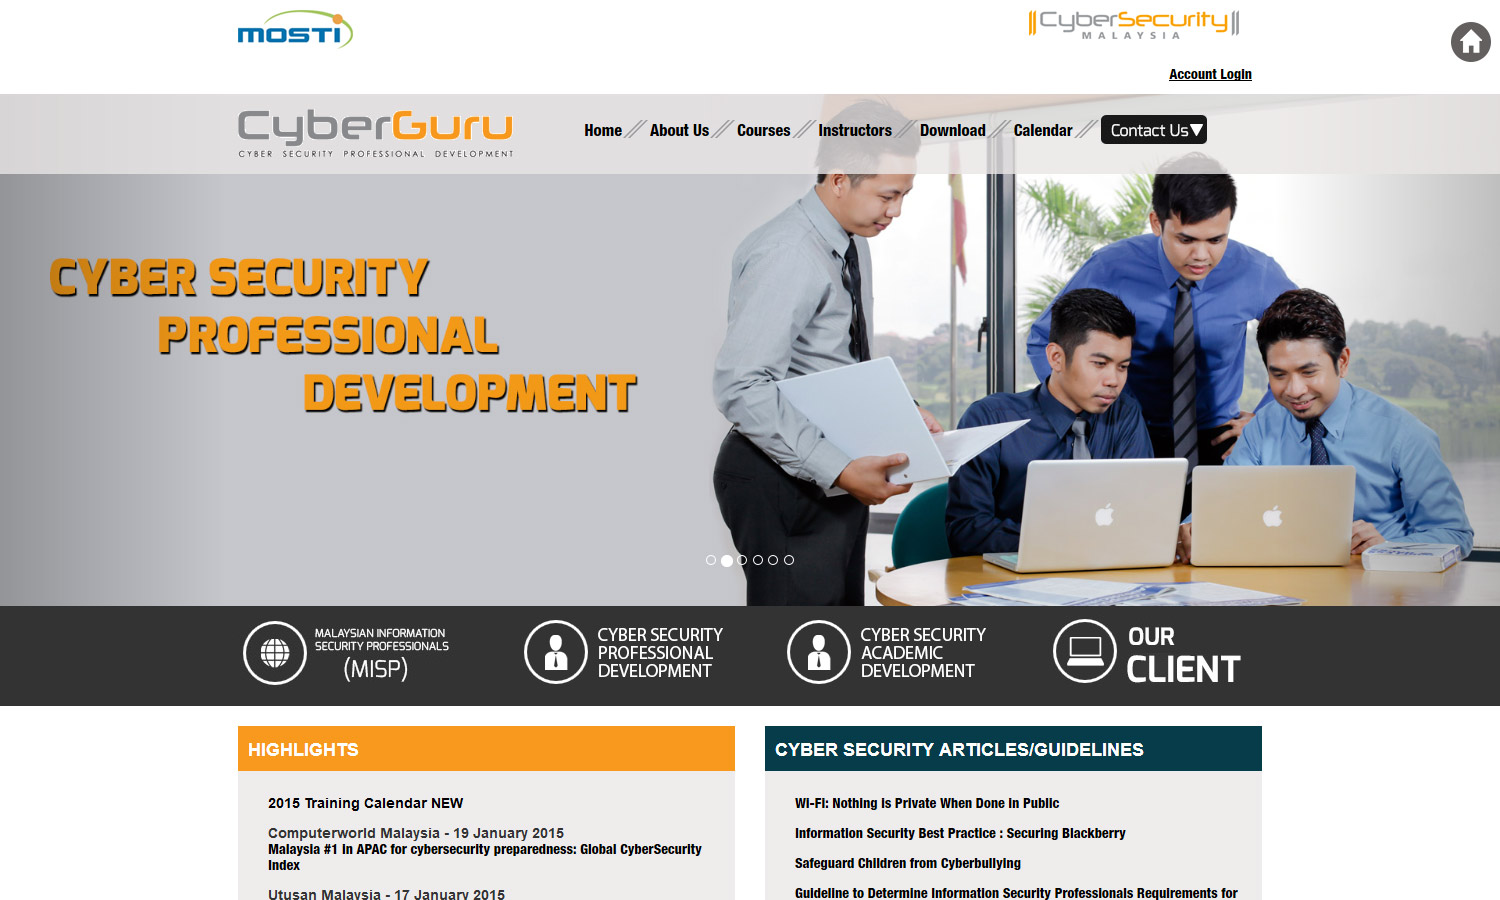 MOSTI
CyberSecurity
MALAYSIA
Account Login
CyberGuru
CYBER SECURITY PROFESSIONAL DEVELOPMENT
Home
About Us
Courses
Instructors
Download
Calendar
Contact Us▼
CYBER SECURITY
PROFESSIONAL
DEVELOPMENT
MALAYSIAN INFORMATION
SECURITY PROFESSIONALS
(MISP)
CYBER SECURITY
PROFESSIONAL
DEVELOPMENT
CYBER SECURITY
ACADEMIC
DEVELOPMENT
OUR
CLIENT
HIGHLIGHTS
2015 Training Calendar NEW
Computerworld Malaysia - 19 January 2015
Malaysia #1 in APAC for cybersecurity preparedness: Global CyberSecurity
Index
Utusan Malaysia - 17 January 2015
CYBER SECURITY ARTICLES/GUIDELINES
Wi-Fi: Nothing Is Private When Done in Public
Information Security Best Practice : Securing Blackberry
Safeguard Children from Cyberbullying
Guideline to Determine Information Security Professionals Requirements for